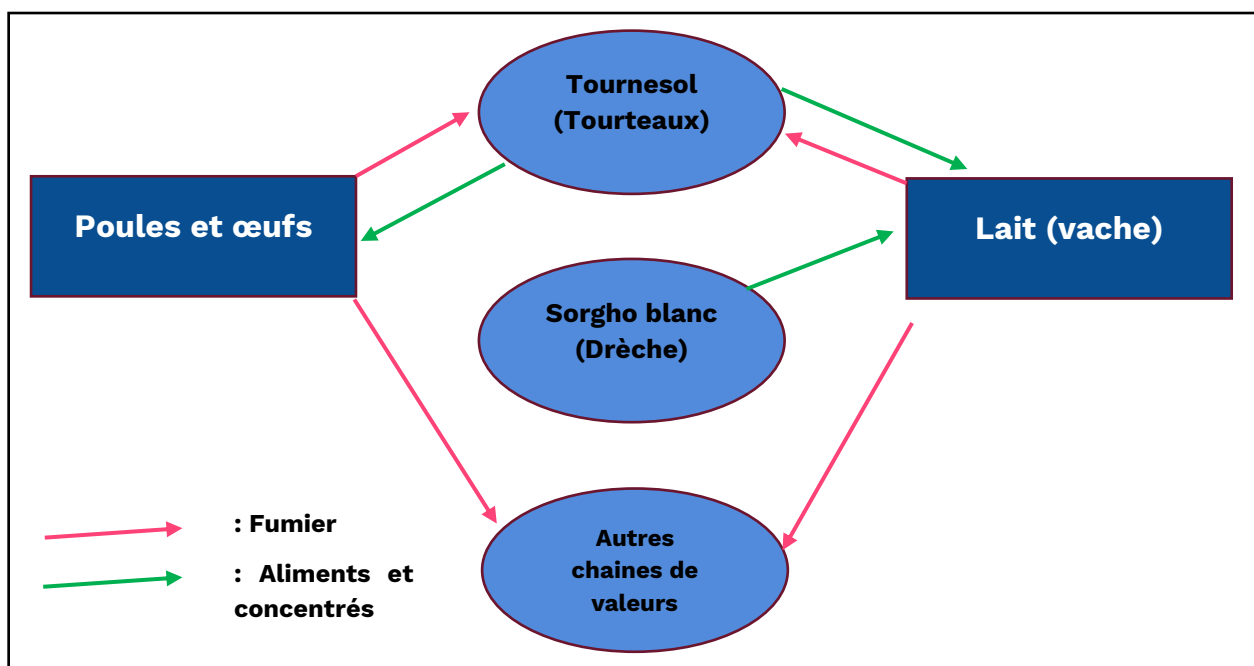 Tournesol
(Tourteaux)
Poules et œufs
Lait (vache)
Sorgho blanc
(Drèche)
: Fumier
: Aliments et
concentrés
Autres
chaines de
valeurs